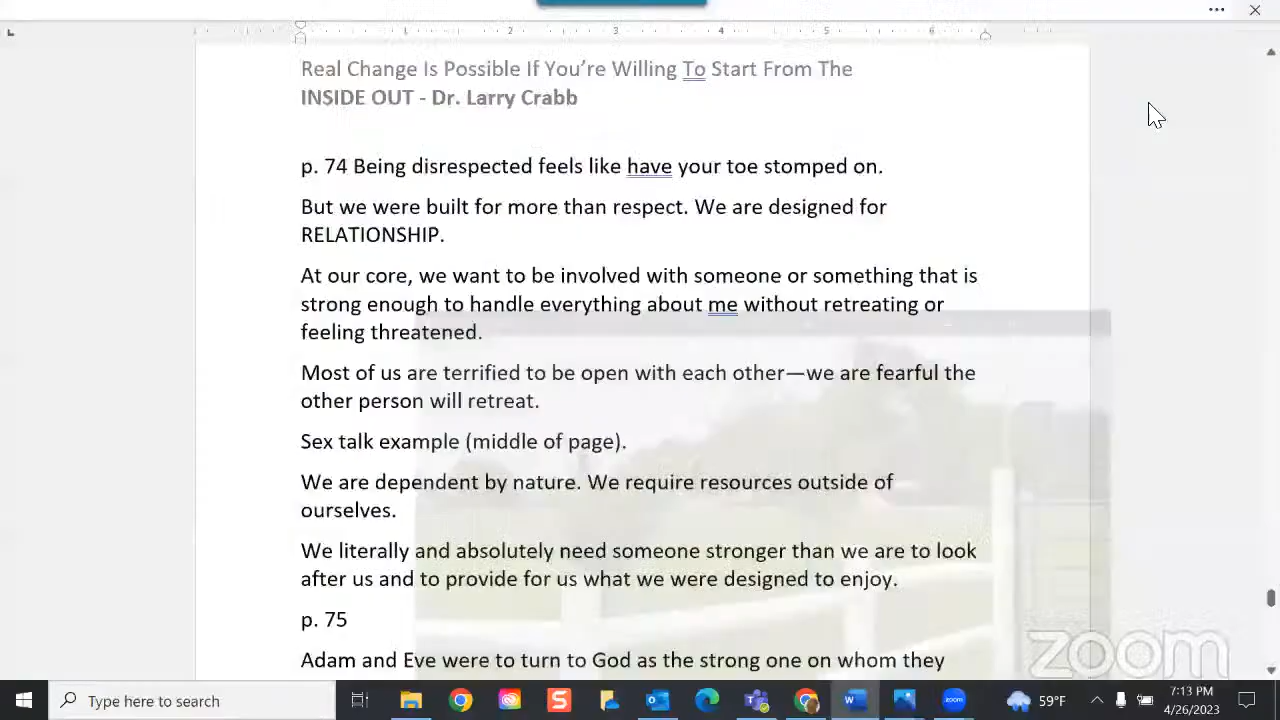 1 2 3 4 5 6
Real Change Is Possible If You’re Willing To Start From The
INSIDE OUT - Dr. Larry Crabb
p. 74 Being disrespected feels like have your toe stomped on.
But we were built for more than respect. We are designed for
RELATIONSHIP.
At our core, we want to be involved with someone or something that is
strong enough to handle everything about me without retreating or
feeling threatened.
Most of us are terrified to be open with each other—we are fearful the
other person will retreat.
Sex talk example (middle of page).
We are dependent by nature. We require resources outside of
ourselves.
We literally and absolutely need someone stronger than we are to look
after us and to provide for us what we were designed to enjoy.
p. 75
Adam and Eve were to turn to God as the strong one on whom they
zoom
Type here to search
zoom
59°F
7:13 PM
4/26/2023